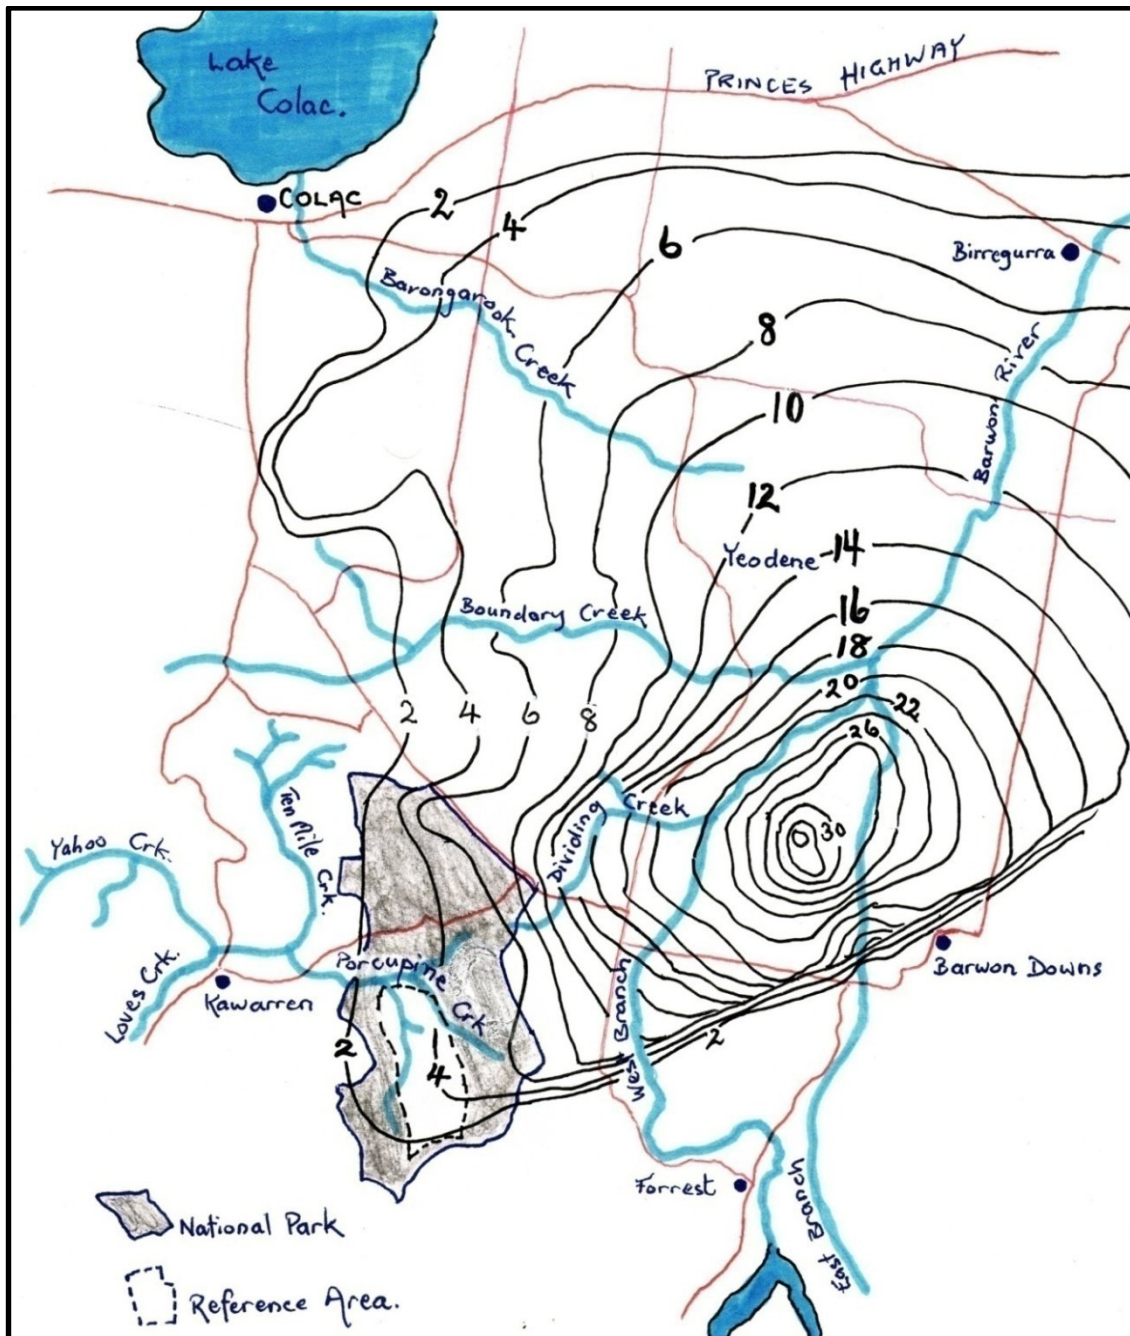 Lake
Colac.
PRINCES HIGHWAY
COLAC
2
4
6
Birregurra
Barongarook Creek
8
10
Barwon River
12
Yeodene
14
Boundary Creek
16
18
20
22
2
4
6
8
26
30
Ten Mile Crk.
Dividing Creek
Yahoo Crk.
Loves Crk.
Kawarren
Porcupine Crk
Barwon Downs
West Branch
2
2
4
Forrest
East Branch
National Park
Reference Area.